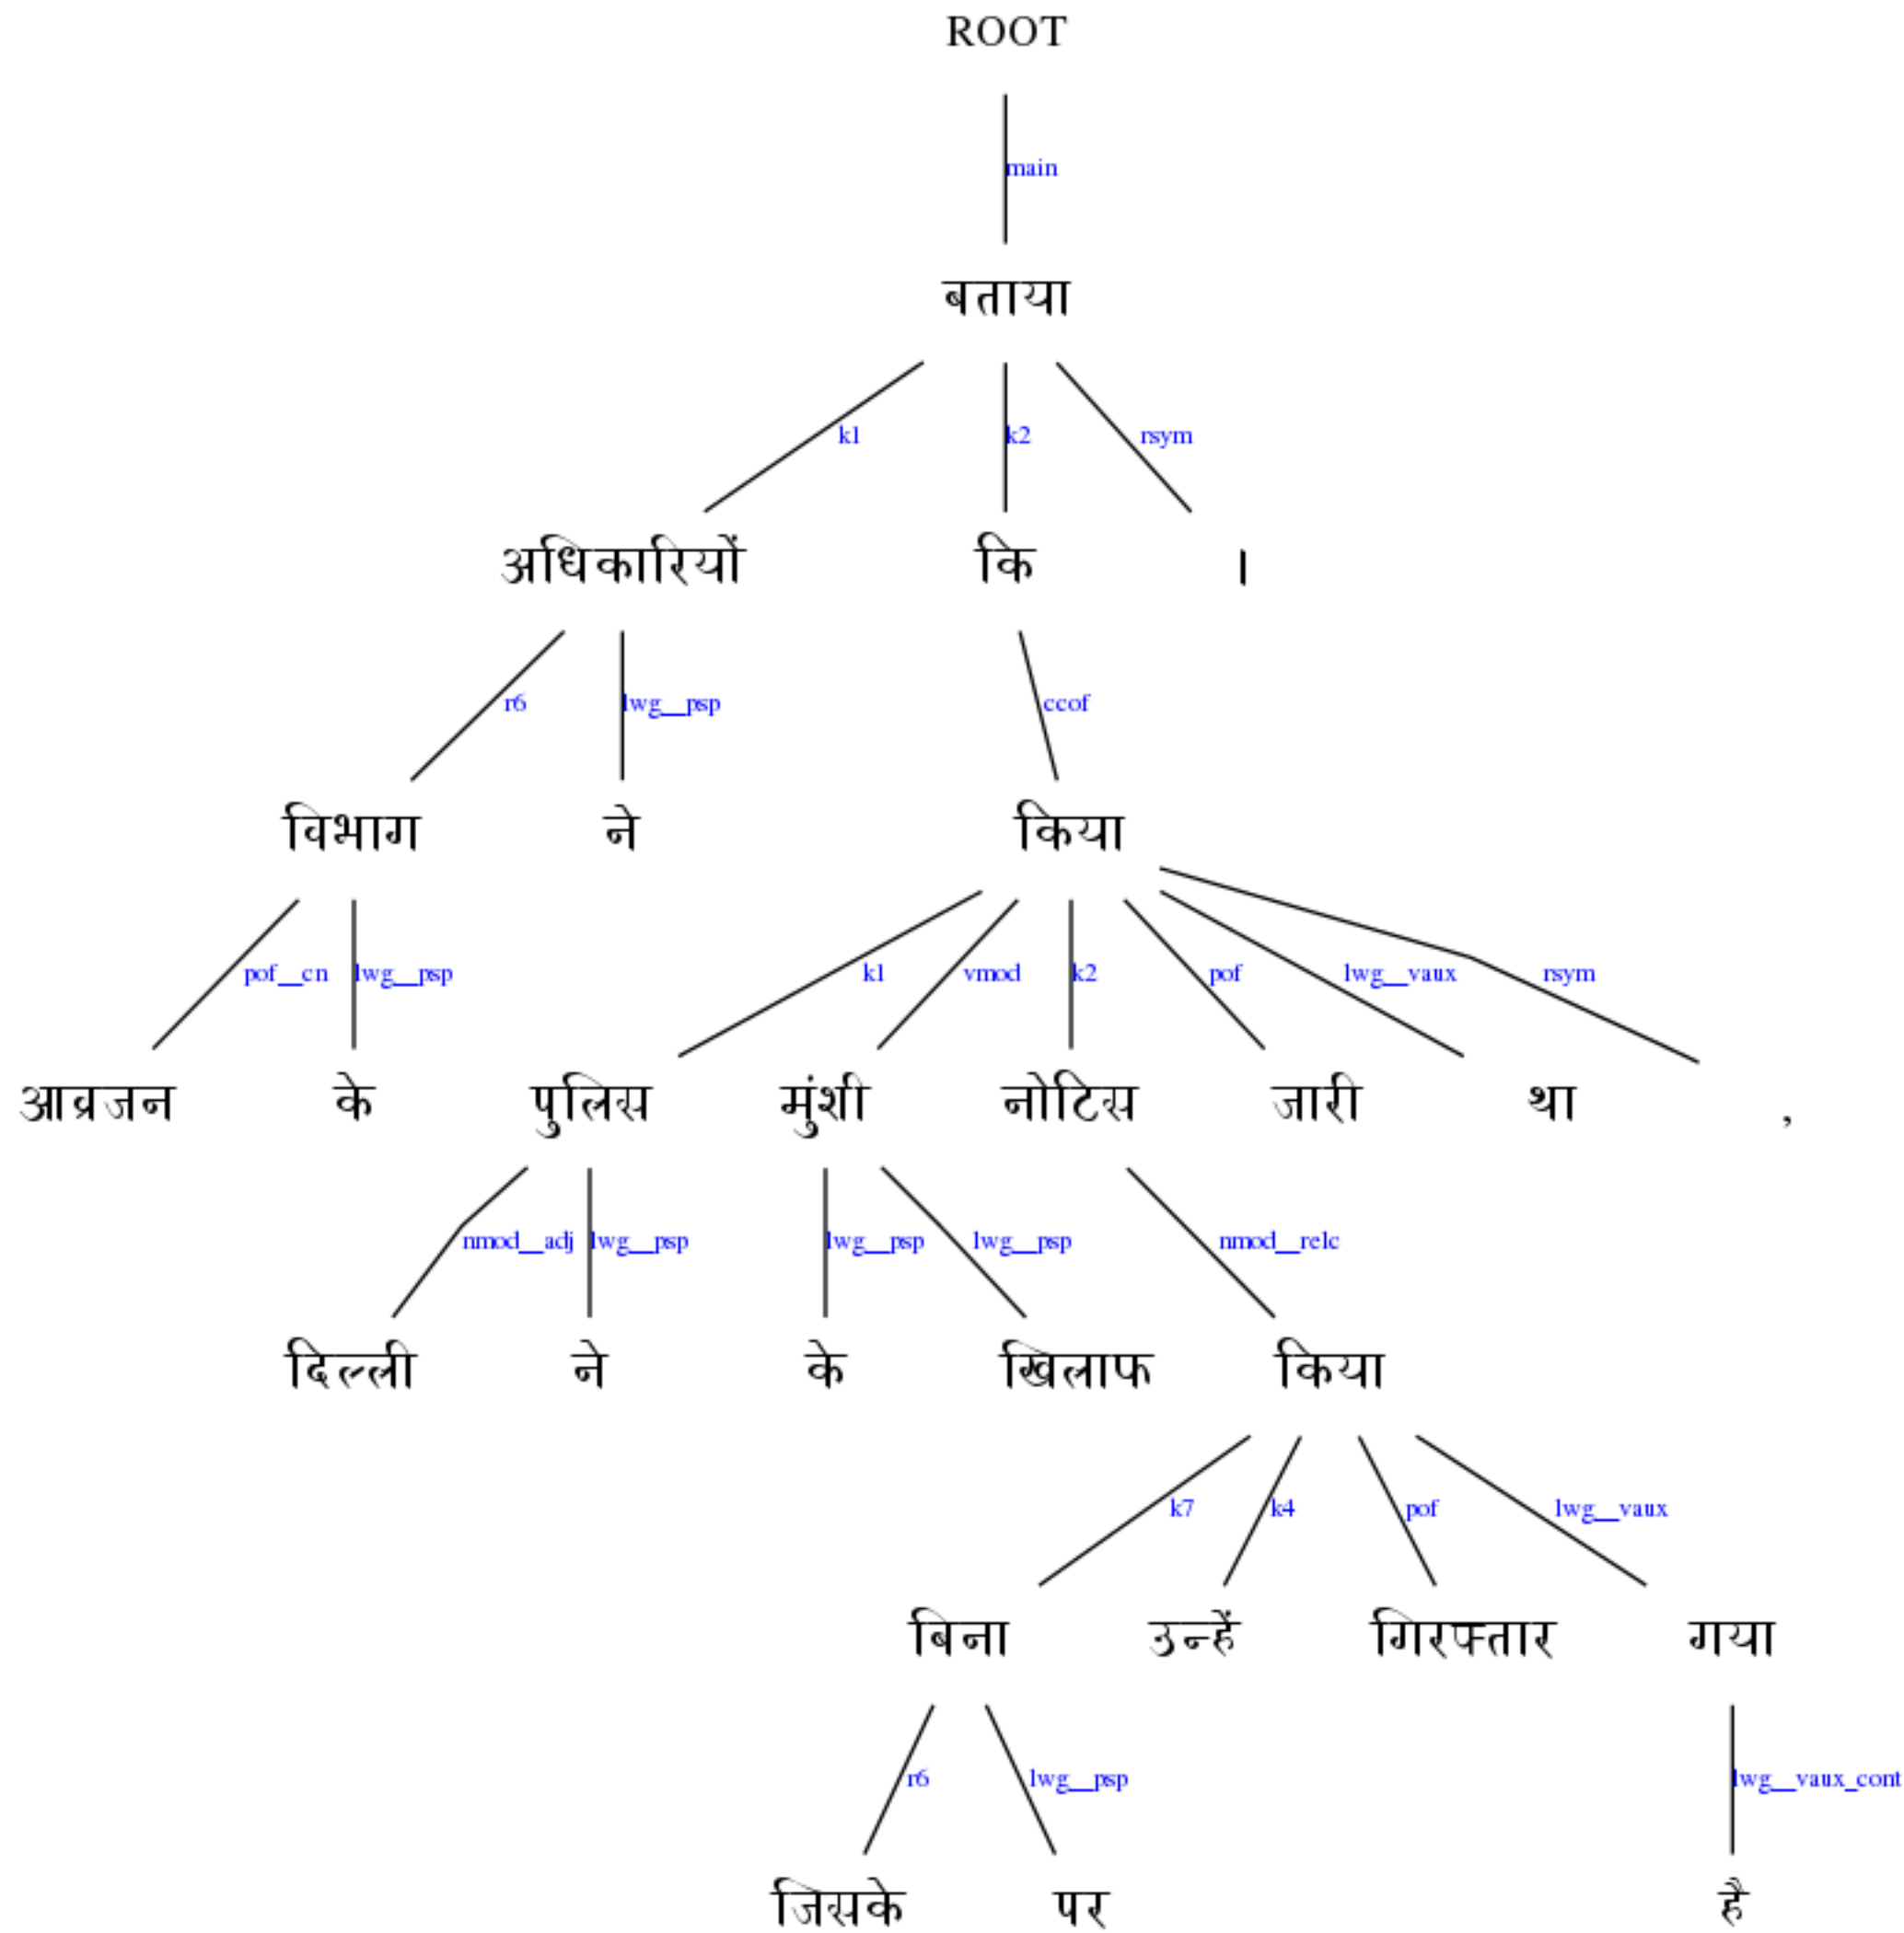 ROOT
main
बताया
k1 k2 rsym
अधिकारियों कि ।
r6 lwg__psp ccof
विभाग ने किया
pof__cn lwg__psp k1 vmod k2 pof lwg__vaux rsym
आव्रजन के पुलिस मुंशी नोटिस जारी था ,
nmod__adj lwg__psp lwg__psp lwg__psp nmod__relc
दिल्ली ने के खिलाफ किया
k7 k4 pof lwg__vaux
बिना उन्हें गिरफ्तार गया
r6 lwg__psp lwg__vaux_cont
जिसके पर है